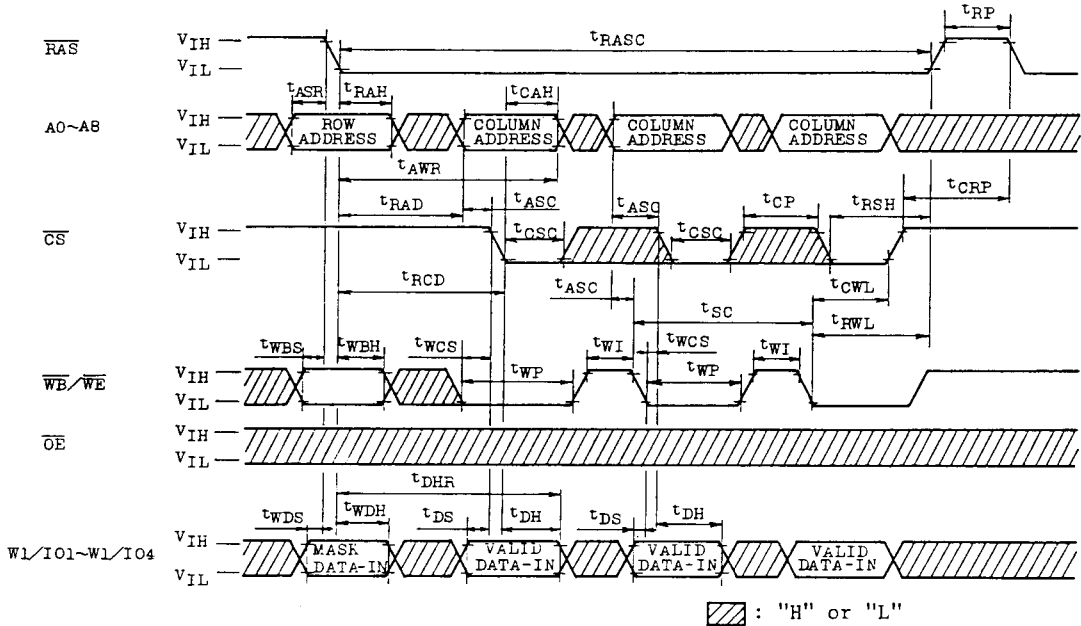 tRP
RAS VIH VIL tRASC
tASR tRAH tCAH
A0~A8 VIH VIL ROW ADDRESS COLUMN ADDRESS COLUMN ADDRESS COLUMN ADDRESS
tAWR tCRP
tRAD tASC tASC tCP tRSH
CS VIH VIL tCSC tCSC
tRCD tASC tSC tCWL
tRWL
tWBS tWBH tWCS tWI tWCS tWI
WB/WE VIH VIL tWP tWP
OE VIH VIL
tDHR
tWDS tWDH tDS tDH tDS tDH
W1/IO1~W1/IO4 VIH VIL MASK DATA-IN VALID DATA-IN VALID DATA-IN VALID DATA-IN
: "H" or "L"